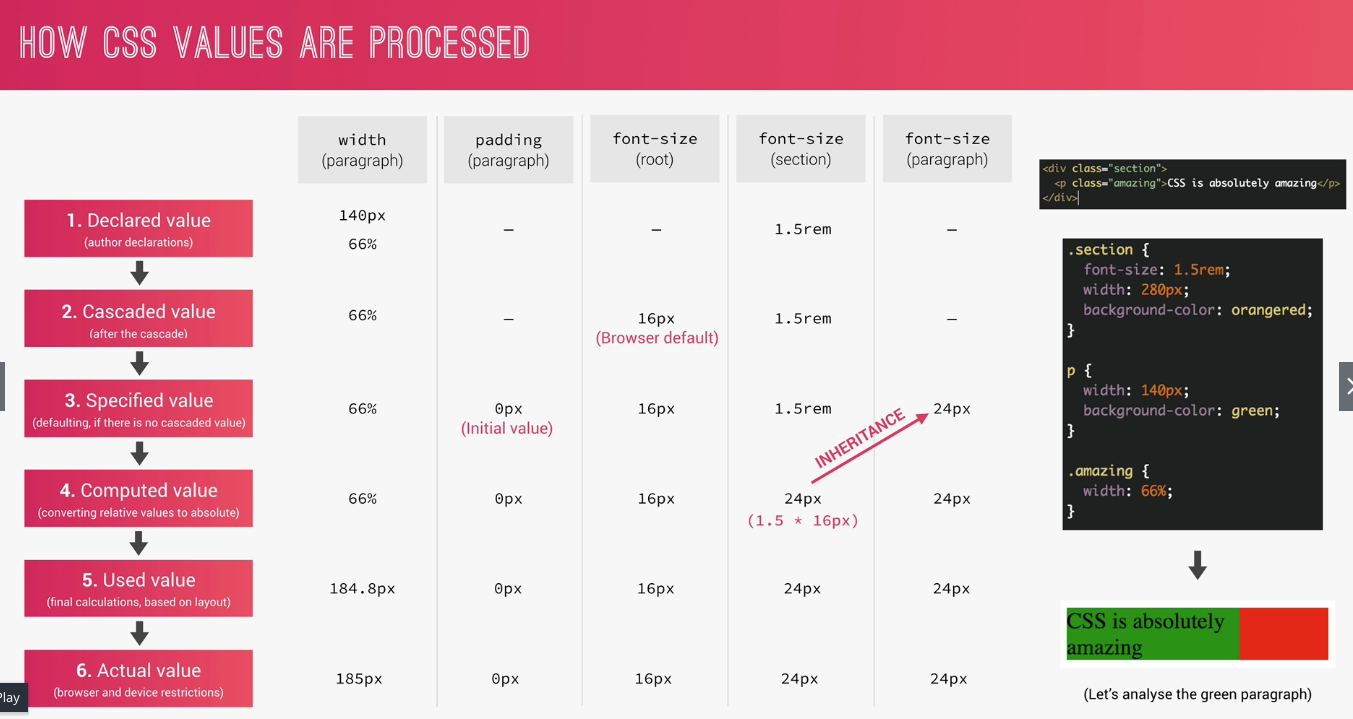 HOW CSS VALUES ARE PROCESSED
width
(paragraph)
padding
(paragraph)
font-size
(root)
font-size
(section)
font-size
(paragraph)
1. Declared value
(author declarations)
140px
66%
–
–
1.5rem
–
2. Cascaded value
(after the cascade)
66%
–
16px
(Browser default)
1.5rem
–
3. Specified value
(defaulting, if there is no cascaded value)
66%
0px
(Initial value)
16px
1.5rem
24px
INHERITANCE
4. Computed value
(converting relative values to absolute)
66%
0px
16px
24px
(1.5 * 16px)
24px
5. Used value
(final calculations, based on layout)
184.8px
0px
16px
24px
24px
6. Actual value
(browser and device restrictions)
185px
0px
16px
24px
24px
<div class="section">
<p class="amazing">CSS is absolutely amazing</p>
</div>
.section {
font-size: 1.5rem;
width: 280px;
background-color: orangered;
}
p {
width: 140px;
background-color: green;
}
.amazing {
width: 66%;
}
CSS is absolutely
amazing
(Let's analyse the green paragraph)
Play